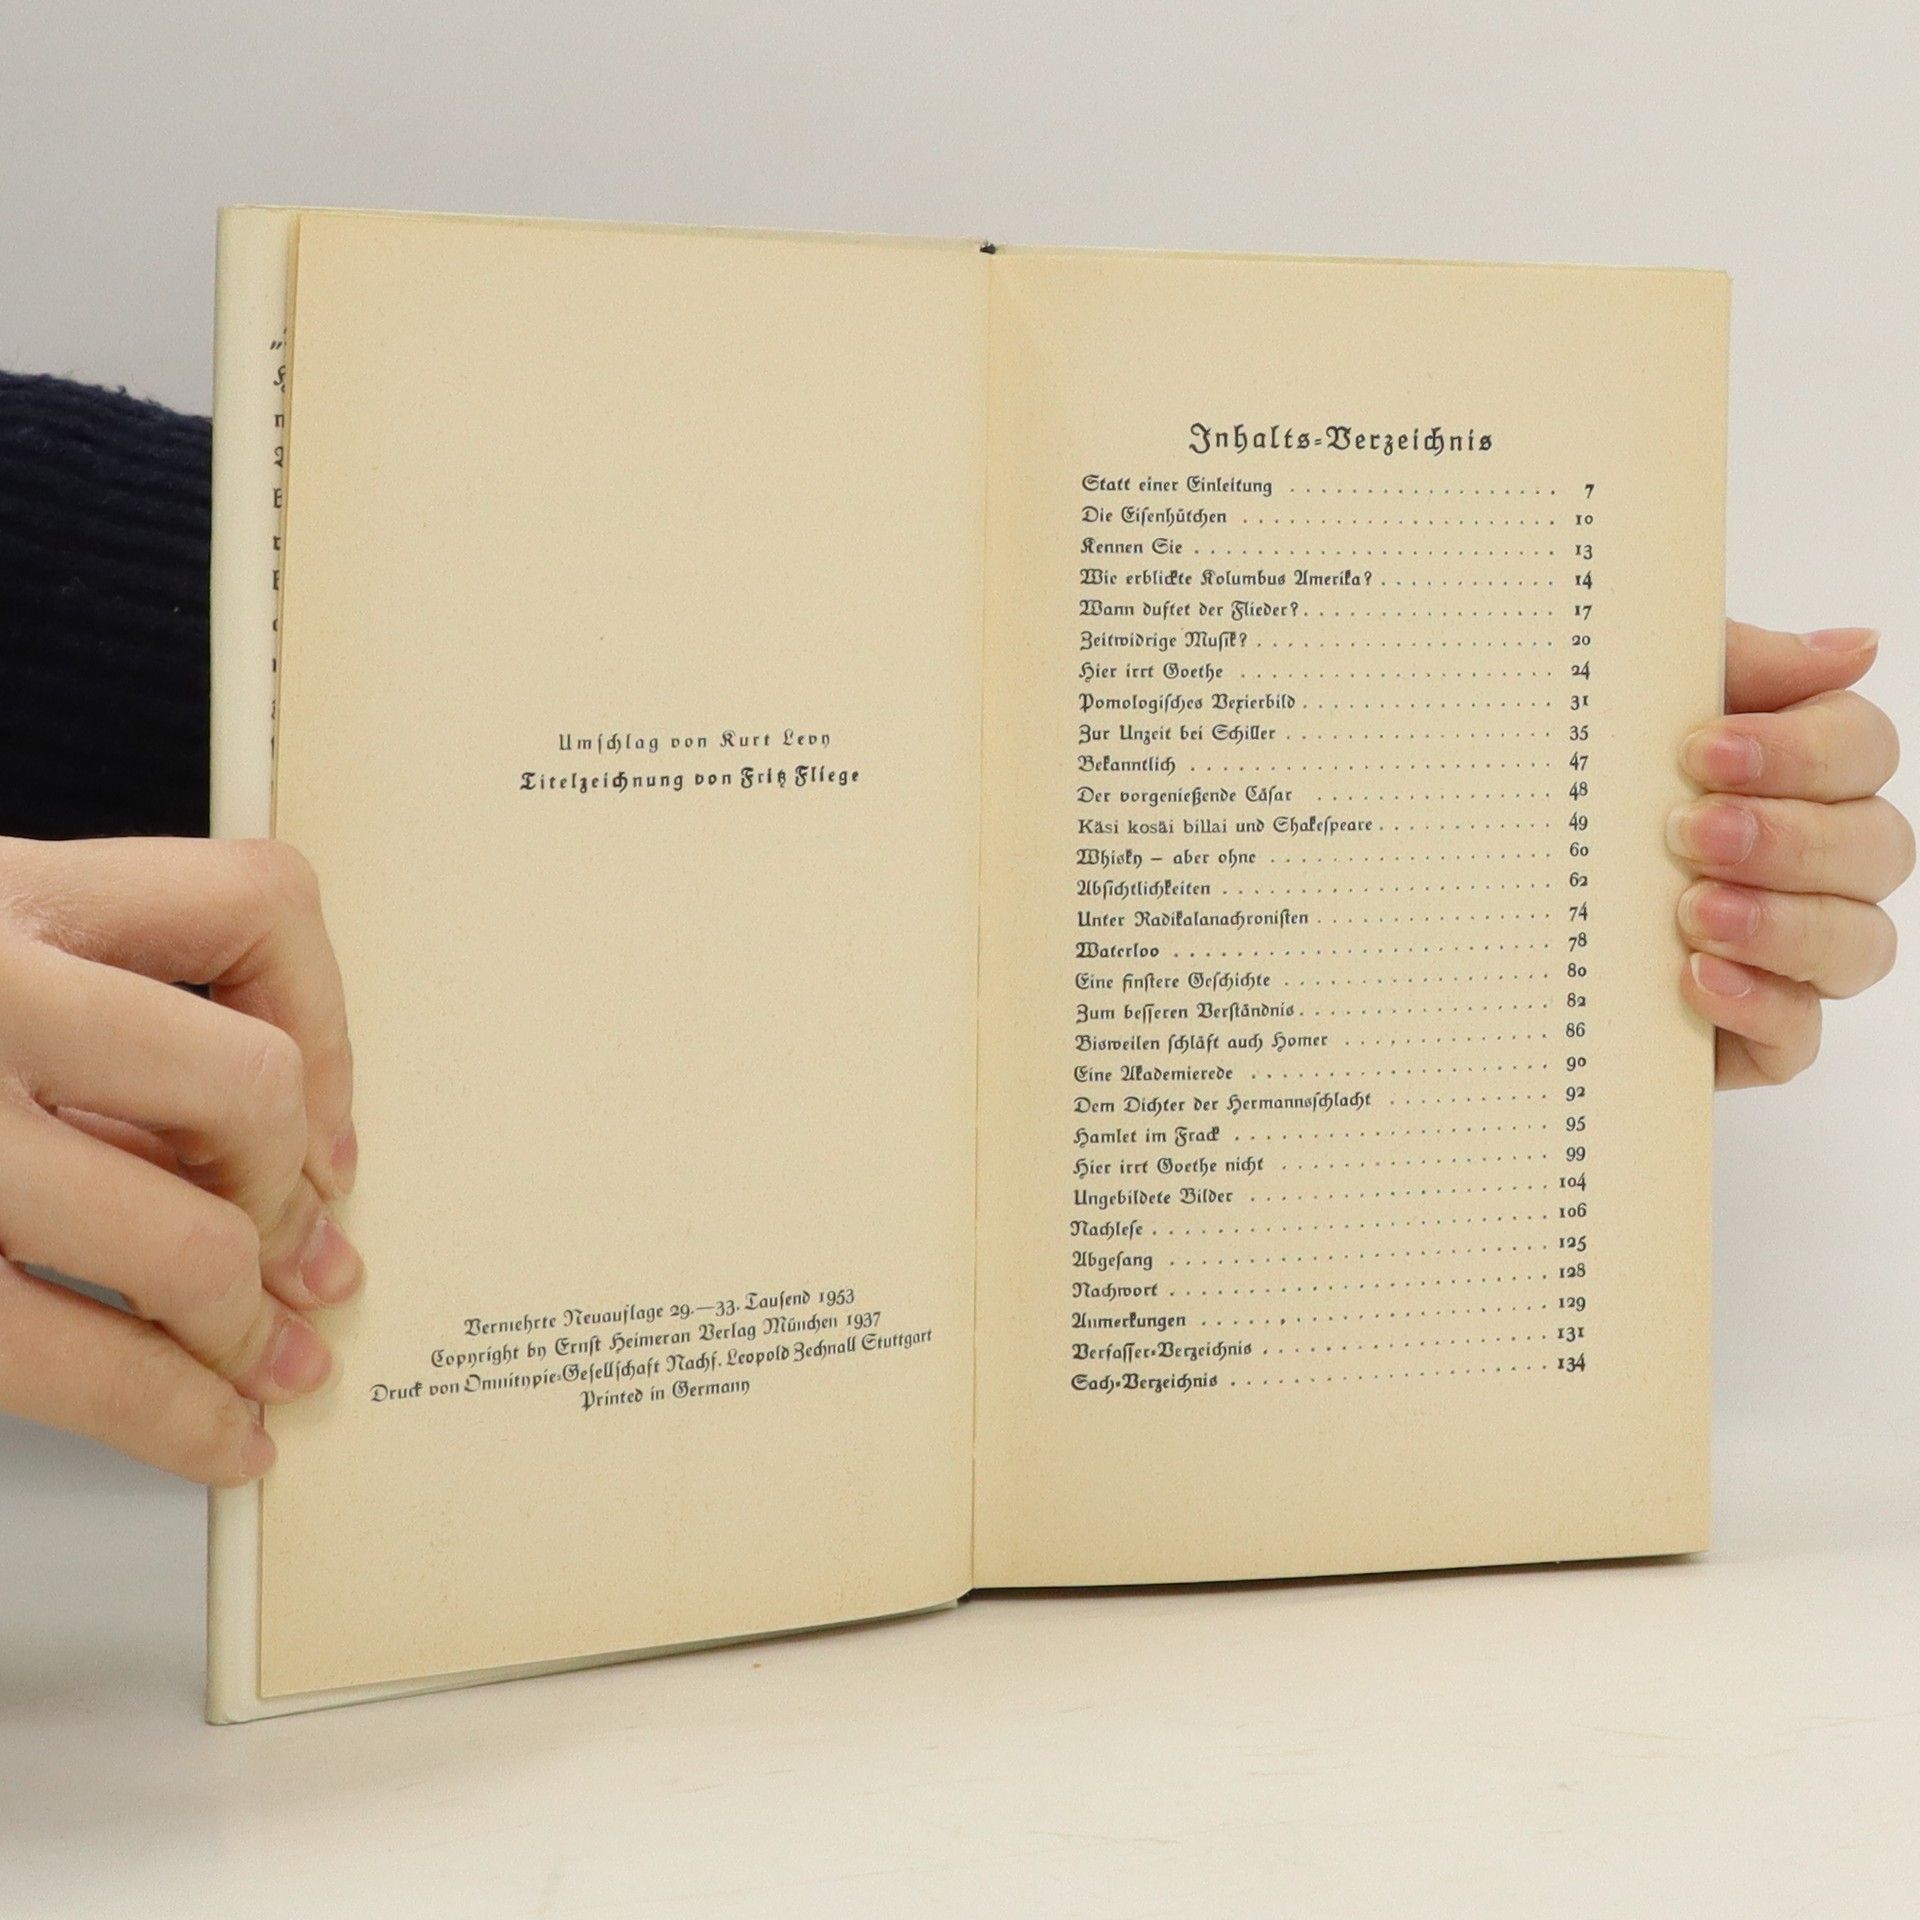 Umschlag von Kurt Levy
Titelzeichnung von Fritz Fliege
Vermehrte Neuauflage 29.—33. Tausend 1953
Copyright by Ernst Heimeran Verlag München 1937
Druck von Omnitypie-Gesellschaft Nachf. Leopold Zechnall Stuttgart
Printed in Germany
Inhalts-Verzeichnis
Statt einer Einleitung . . . . . . . . . . . . . . . . . . 7
Die Eisenhütchen . . . . . . . . . . . . . . . . . . . . . 10
Kennen Sie . . . . . . . . . . . . . . . . . . . . . . . . 13
Wie erblickte Kolumbus Amerika? . . . . . . . . . . . . 14
Wann duftet der Flieder? . . . . . . . . . . . . . . . . . 17
Zeitwidrige Musik? . . . . . . . . . . . . . . . . . . . . 20
Hier irrt Goethe . . . . . . . . . . . . . . . . . . . . . 24
Pomologisches Vexierbild . . . . . . . . . . . . . . . . . 31
Zur Unzeit bei Schiller . . . . . . . . . . . . . . . . . . 35
Bekanntlich . . . . . . . . . . . . . . . . . . . . . . . . 47
Der vorgenießende Cäsar . . . . . . . . . . . . . . . . 48
Käsi kosäi billai und Shakespeare . . . . . . . . . . . . 49
Whisky – aber ohne . . . . . . . . . . . . . . . . . . . 60
Absichtlichkeiten . . . . . . . . . . . . . . . . . . . . . . 62
Unter Radikalanachronisten . . . . . . . . . . . . . . . . 74
Waterloo . . . . . . . . . . . . . . . . . . . . . . . . . 78
Eine finstere Geschichte . . . . . . . . . . . . . . . . . . 80
Zum besseren Verständnis . . . . . . . . . . . . . . . . . 82
Bisweilen schläft auch Homer . . . . . . . . . . . . . . 86
Eine Akademierede . . . . . . . . . . . . . . . . . . . . 90
Dem Dichter der Hermannsschlacht . . . . . . . . . . . 92
Hamlet im Frack . . . . . . . . . . . . . . . . . . . . . 95
Hier irrt Goethe nicht . . . . . . . . . . . . . . . . . . 99
Ungebildete Bilder . . . . . . . . . . . . . . . . . . . . 104
Nachlese . . . . . . . . . . . . . . . . . . . . . . . . . . 106
Abgesang . . . . . . . . . . . . . . . . . . . . . . . . . 125
Nachwort . . . . . . . . . . . . . . . . . . . . . . . . . 128
Anmerkungen . . . . . . . . . . . . . . . . . . . . . . . 129
Verfasser-Verzeichnis . . . . . . . . . . . . . . . . . . . 131
Sach-Verzeichnis . . . . . . . . . . . . . . . . . . . . . 134